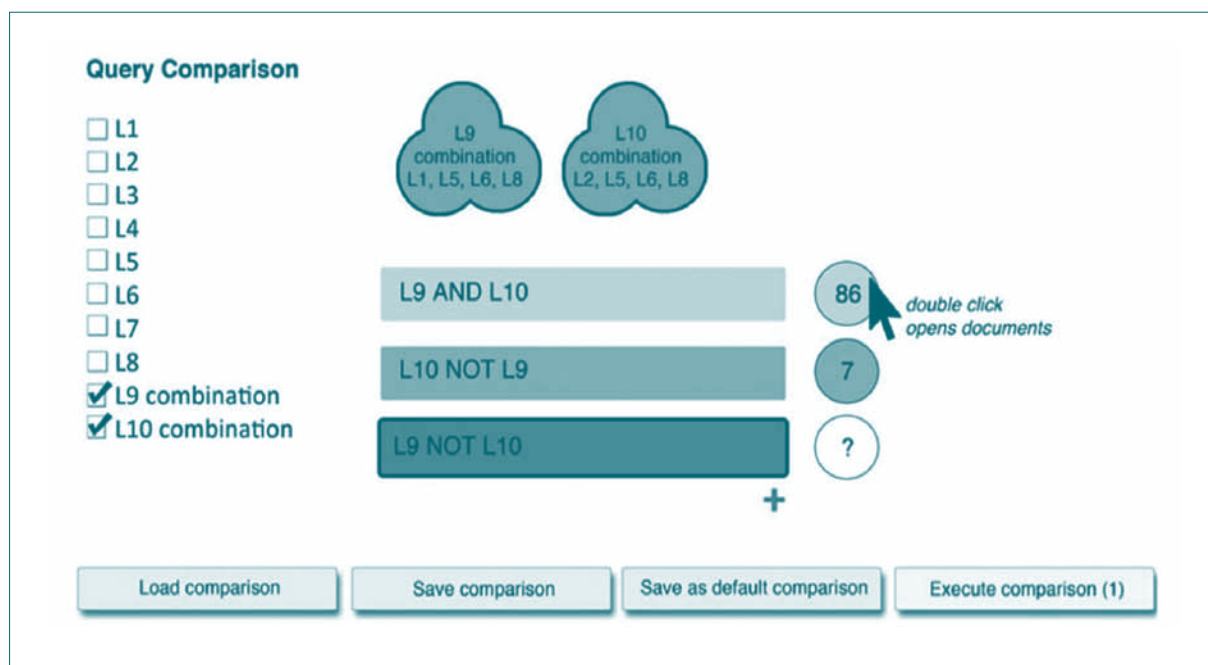 Query Comparison
L1
L2
L3
L4
L5
L6
L7
L8
L9 combination
L10 combination
L9
combination
L1, L5, L6, L8
L10
combination
L2, L5, L6, L8
L9 AND L10
86
double click
opens documents
L10 NOT L9
7
L9 NOT L10
?
+
Load comparison
Save comparison
Save as default comparison
Execute comparison (1)